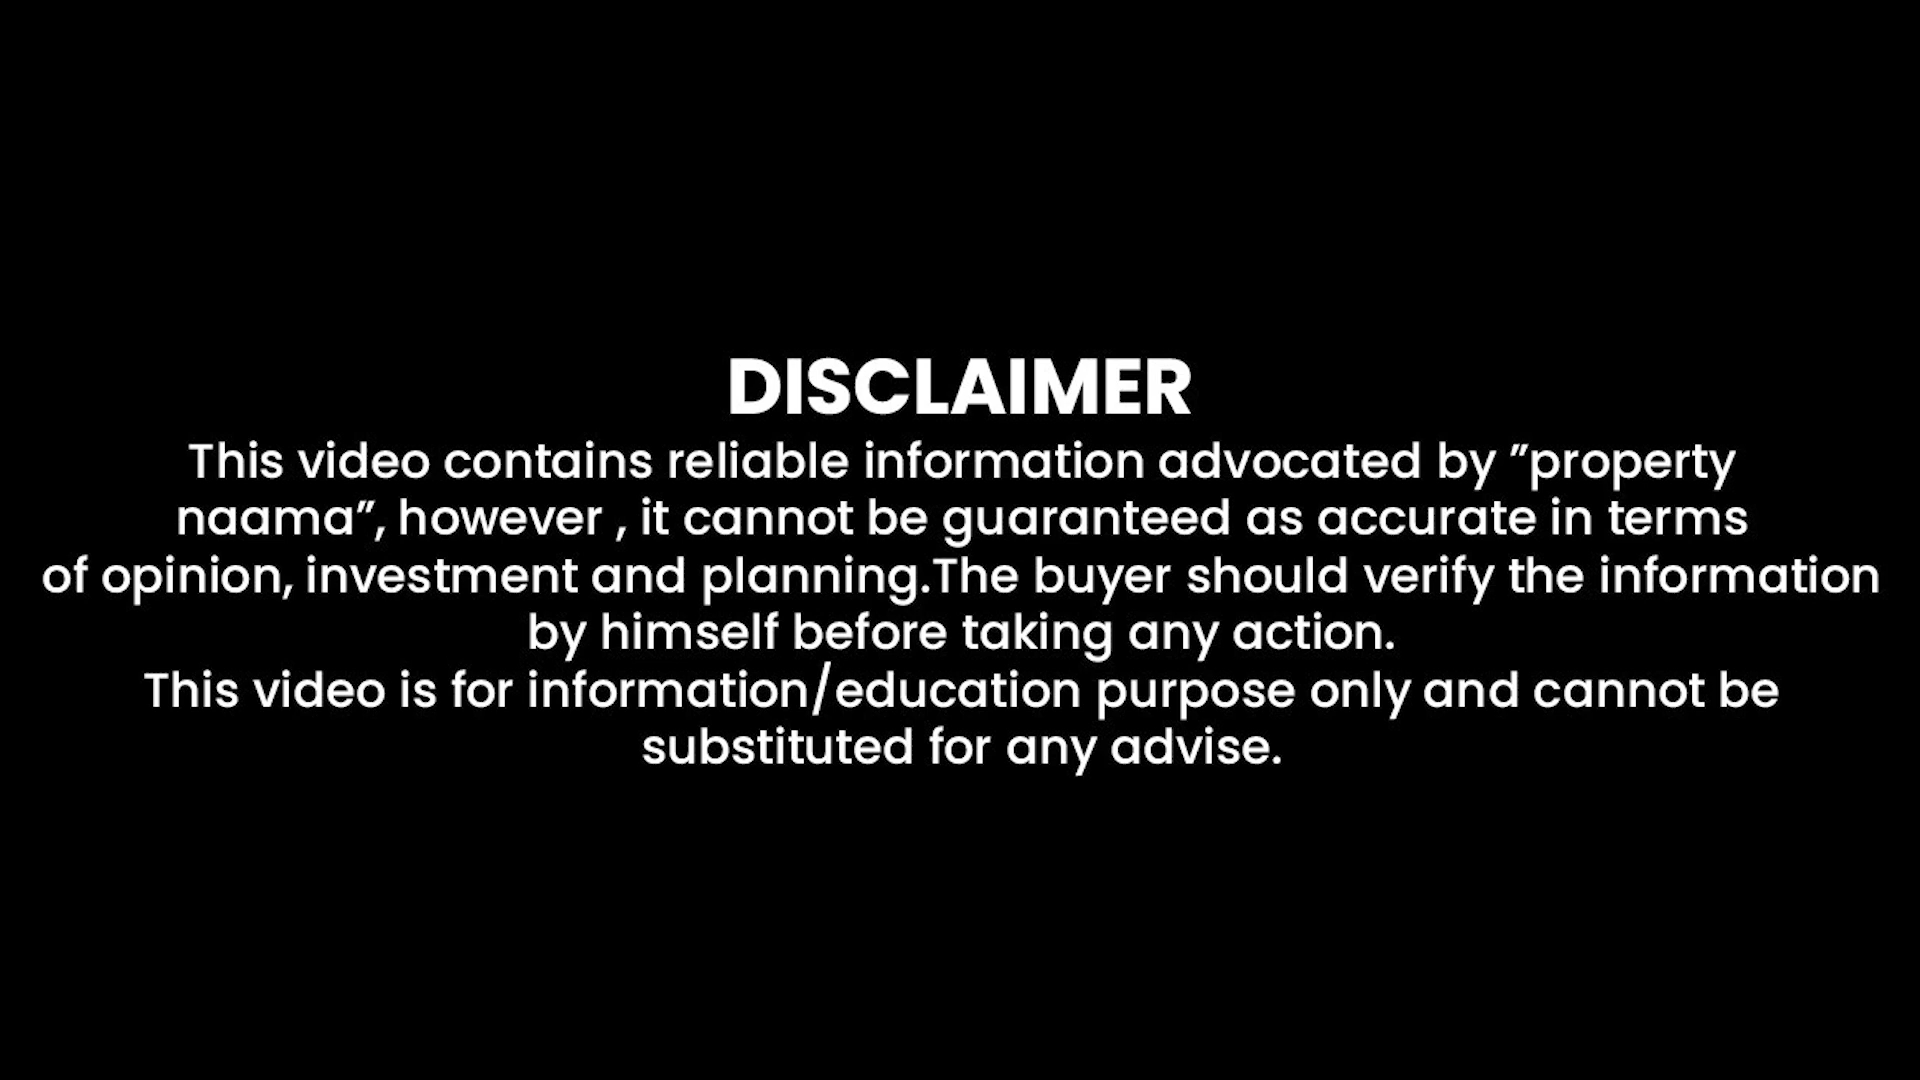 DISCLAIMER
This video contains reliable information advocated by ”property
naama”, however , it cannot be guaranteed as accurate in terms
of opinion, investment and planning.The buyer should verify the information
by himself before taking any action.
This video is for information/education purpose only and cannot be
substituted for any advise.